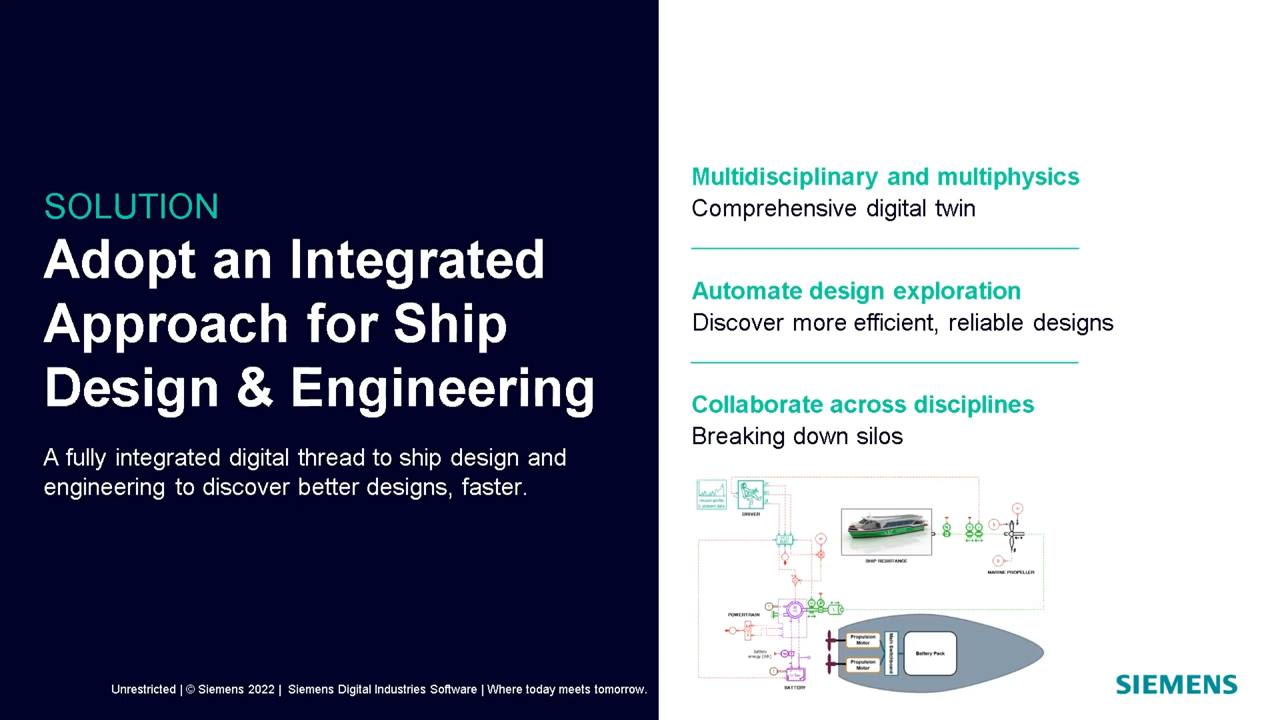 SOLUTION
Adopt an Integrated
Approach for Ship
Design & Engineering
A fully integrated digital thread to ship design and
engineering to discover better designs, faster.
Unrestricted | © Siemens 2022 | Siemens Digital Industries Software | Where today meets tomorrow.
Multidisciplinary and multiphysics
Comprehensive digital twin
Automate design exploration
Discover more efficient, reliable designs
Collaborate across disciplines
Breaking down silos
DRIVER
SHIP RESISTANCE
MARINE PROPELLER
POWERTRAIN
BATTERY
Propulsion
Motor
Propulsion
Motor
Main Switchboard
Battery Pack
SIEMENS